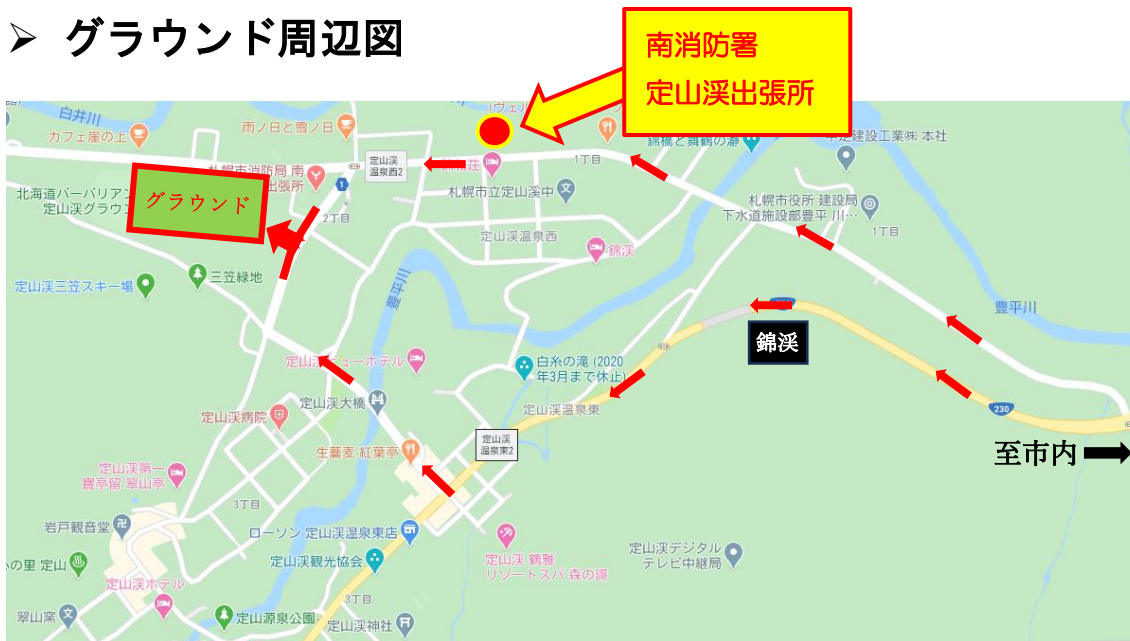 ➢ グラウンド周辺図
南消防署
定山渓出張所
白井川
カフェ崖の上
雨ノ日と雪ノ日
(ヴェル
錦橋と舞鶴の瀞
建設工業㈱ 本社
定山渓
温泉西2
1丁目
札幌市消防局 南
出張所
札幌市立定山渓中
北海道バーバリアン
定山渓グラウ
グラウンド
2丁目
札幌市役所 建設局
下水道施設部豊平 川…
1丁目
定山渓温泉西
錦渓
三笠緑地
定山渓三笠スキー場
豊平川
豊平川
錦渓
定山渓ビューホテル
白糸の滝 (2020
年3月まで休止)
定山渓大橋
定山渓温泉東
230
定山渓病院
定山渓
温泉東2
生蕎麦 紅葉亭
至市内
定山渓第一
寶亭留 翠山亭
3丁目
岩戸観音堂
ローソン 定山渓温泉東店
定山渓観光協会
定山渓 鶴雅
リゾートスパ 森の謌
定山渓デジタル
テレビ中継局
の里 定山
定山渓ホテル
3丁目
翠山窯
定山源泉公園
定山渓神社